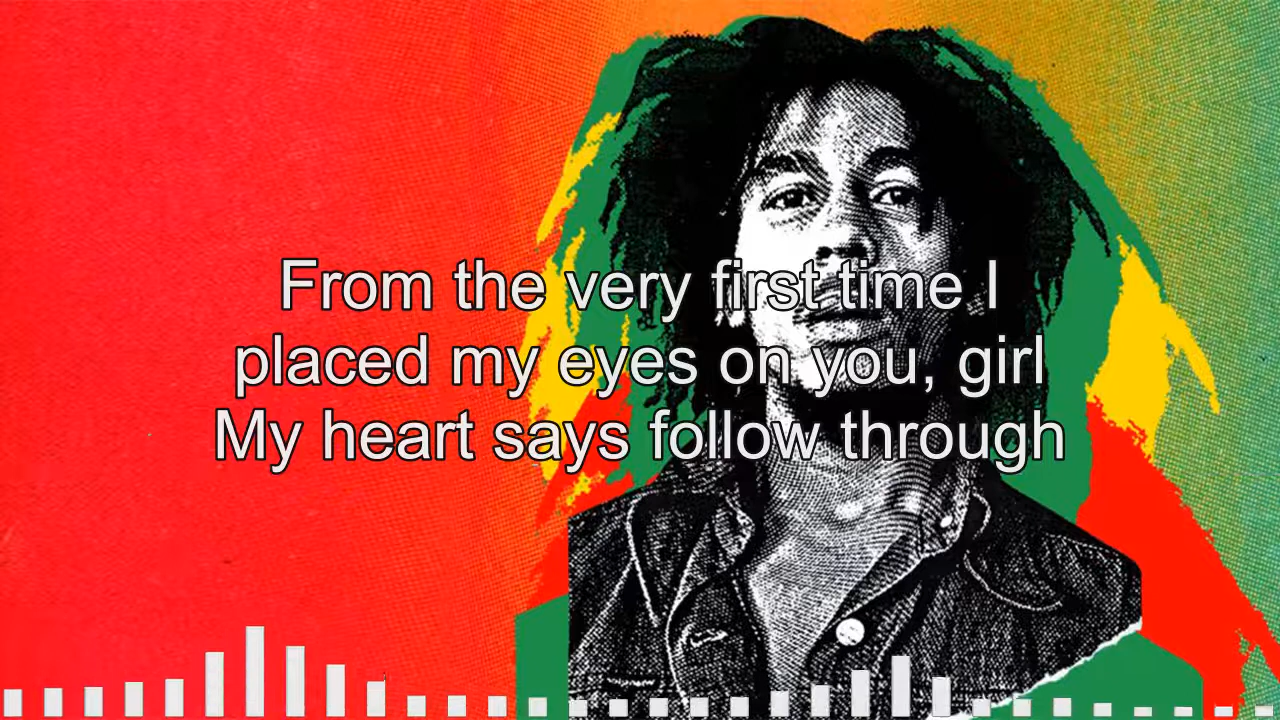 From the very first time I
placed my eyes on you, girl
My heart says follow through